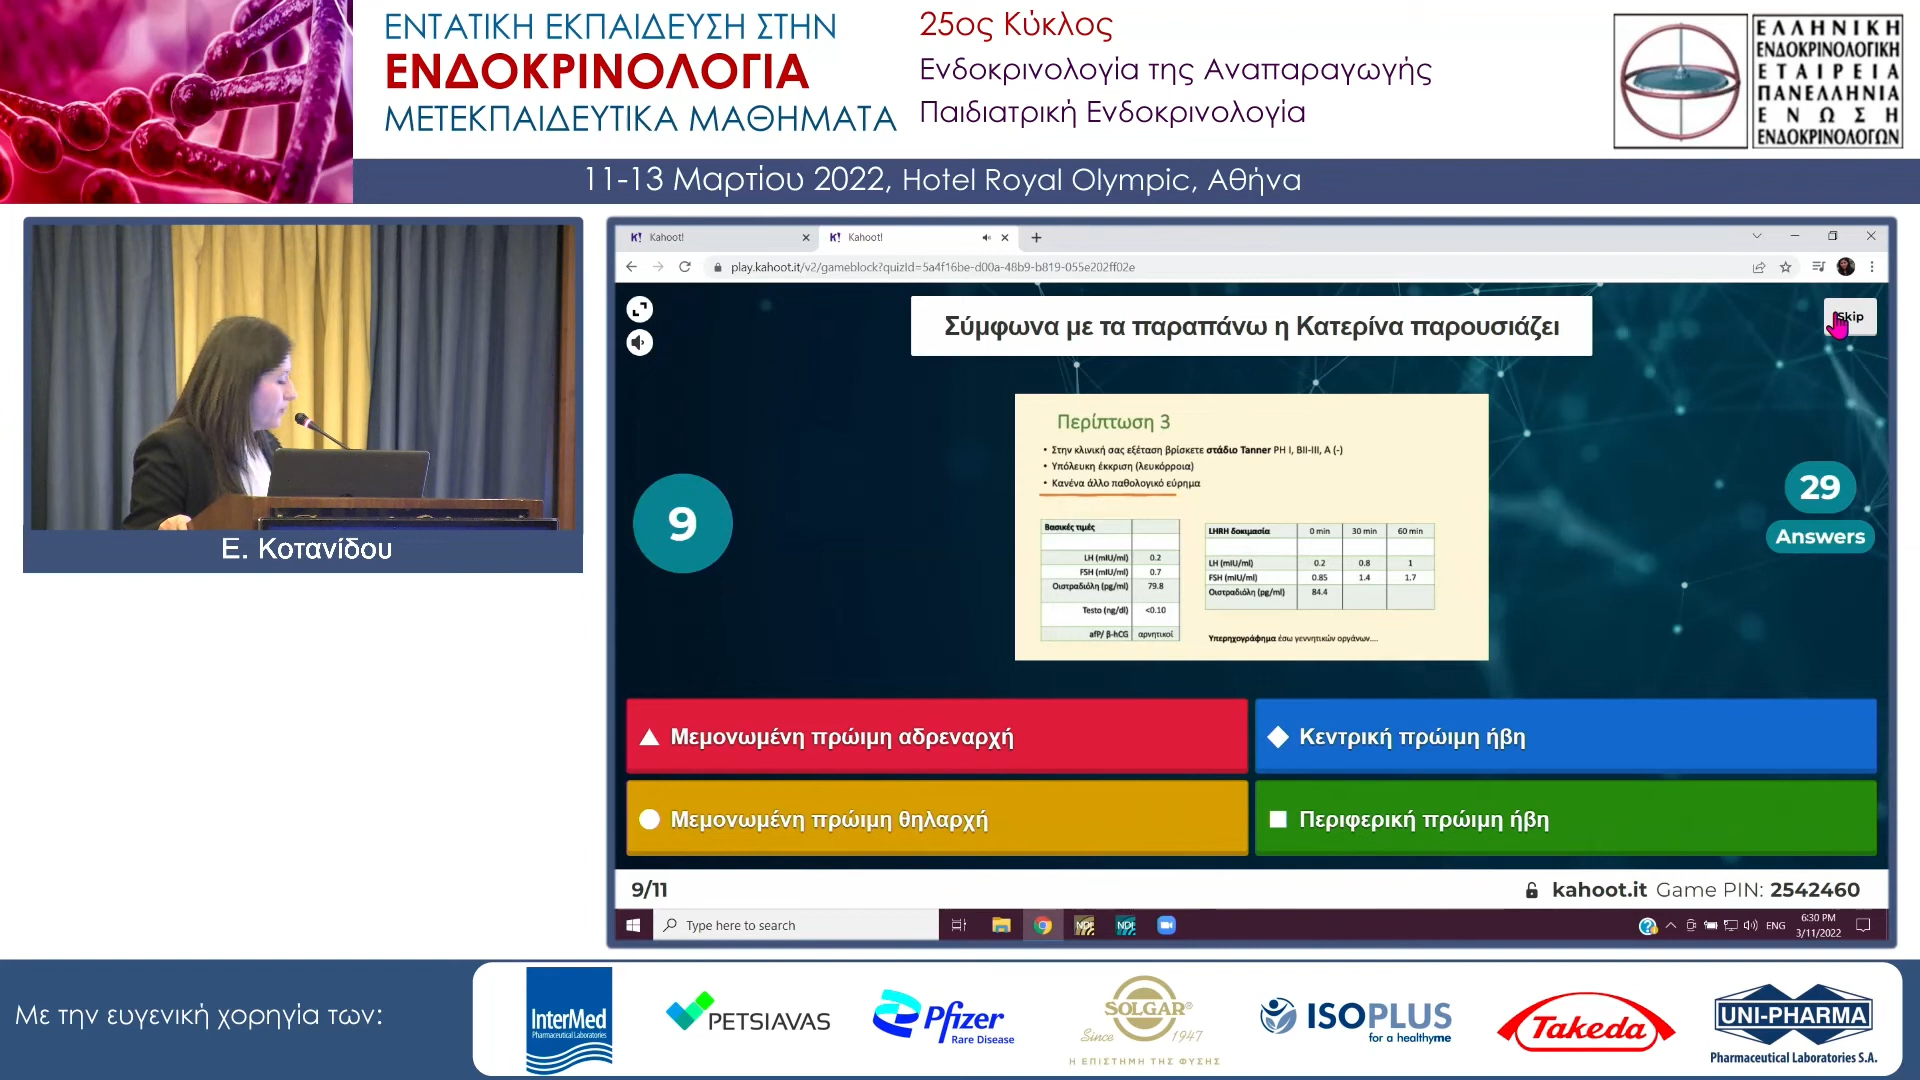 ΕΝΤΑΤΙΚΗ ΕΚΠΑΙΔΕΥΣΗ ΣΤΗΝ
ΕΝΔΟΚΡΙΝΟΛΟΓΙΑ
ΜΕΤΕΚΠΑΙΔΕΥΤΙΚΑ ΜΑΘΗΜΑΤΑ
25ος Κύκλος
Ενδοκρινολογία της Αναπαραγωγής
Παιδιατρική Ενδοκρινολογία
ΕΛΛΗΝΙΚΗ
ΕΝΔΟΚΡΙΝΟΛΟΓΙΚΗ
ΕΤΑΙΡΕΙΑ
ΠΑΝΕΛΛΗΝΙΑ
ΕΝΩΣΗ
ΕΝΔΟΚΡΙΝΟΛΟΓΩΝ
11-13 Μαρτίου 2022, Hotel Royal Olympic, Αθήνα
Ε. Κοτανίδου
K! Kahoot!
K! Kahoot!
play.kahoot.it/v2/gameblock?quizId=5a4f16be-d00a-48b9-b819-055e202ff02e
Σύμφωνα με τα παραπάνω η Κατερίνα παρουσιάζει
Skip
Περίπτωση 3
• Στην κλινική σας εξέταση βρίσκετε στάδιο Tanner PH I, BII-III, A (-)
• Υπόλευκη έκκριση (λευκόρροια)
• Κανένα άλλο παθολογικό εύρημα
Βασικές τιμές
LH (mIU/ml) 0.2
FSH (mIU/ml) 0.7
Οιστραδιόλη (pg/ml) 79.8
Testo (ng/dl) <0.10
afP/ β-hCG αρνητικοί
LHRH δοκιμασία 0 min 30 min 60 min
LH (mIU/ml) 0.2 0.8 1
FSH (mIU/ml) 0.85 1.4 1.7
Οιστραδιόλη (pg/ml) 84.4
Υπερηχογράφημα έσω γεννητικών οργάνων....
9
29
Answers
Μεμονωμένη πρώιμη αδρεναρχή
Κεντρική πρώιμη ήβη
Μεμονωμένη πρώιμη θηλαρχή
Περιφερική πρώιμη ήβη
9/11
kahoot.it Game PIN: 2542460
Type here to search
NDI
NDI
ENG
6:30 PM
3/11/2022
Με την ευγενική χορηγία των:
InterMed
Pharmaceutical Laboratories
PETSIAVAS
Pfizer
Rare Disease
SOLGAR®
Since 1947
Η ΕΠΙΣΤΗΜΗ ΤΗΣ ΦΥΣΗΣ
ISOPLUS
for a healthyme
Takeda
UNI-PHARMA
Pharmaceutical Laboratories S.A.